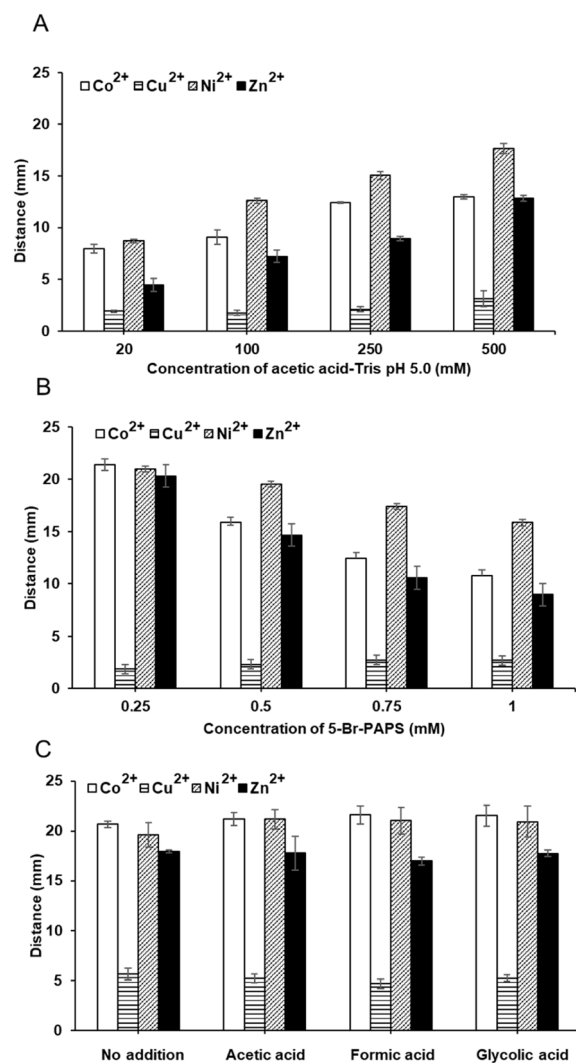 A
25
20
15
10
5
0
Distance (mm)
Co²⁺ Cu²⁺ Ni²⁺ Zn²⁺
20 100 250 500
Concentration of acetic acid-Tris pH 5.0 (mM)
B
25
20
15
10
5
0
Distance (mm)
Co²⁺ Cu²⁺ Ni²⁺ Zn²⁺
0.25 0.5 0.75 1
Concentration of 5-Br-PAPS (mM)
C
25
20
15
10
5
0
Distance (mm)
Co²⁺ Cu²⁺ Ni²⁺ Zn²⁺
No addition Acetic acid Formic acid Glycolic acid